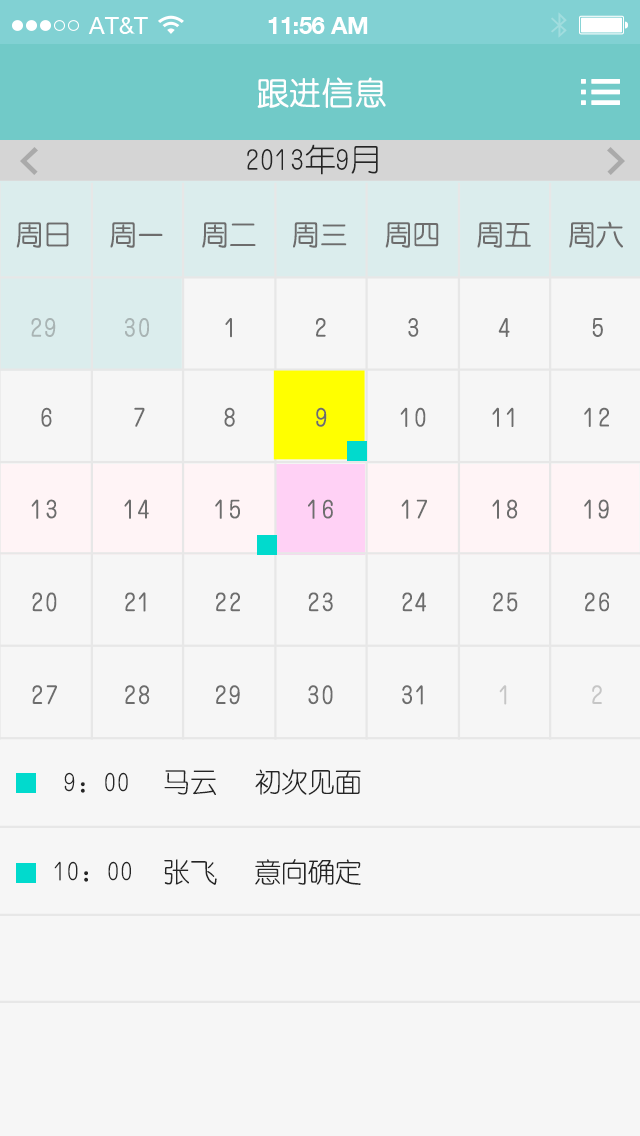 AT&T 11:56 AM
跟进信息
2013年9月
周日 周一 周二 周三 周四 周五 周六
29 30 1 2 3 4 5
6 7 8 9 10 11 12
13 14 15 16 17 18 19
20 21 22 23 24 25 26
27 28 29 30 31 1 2
9：00 马云 初次见面
10：00 张飞 意向确定